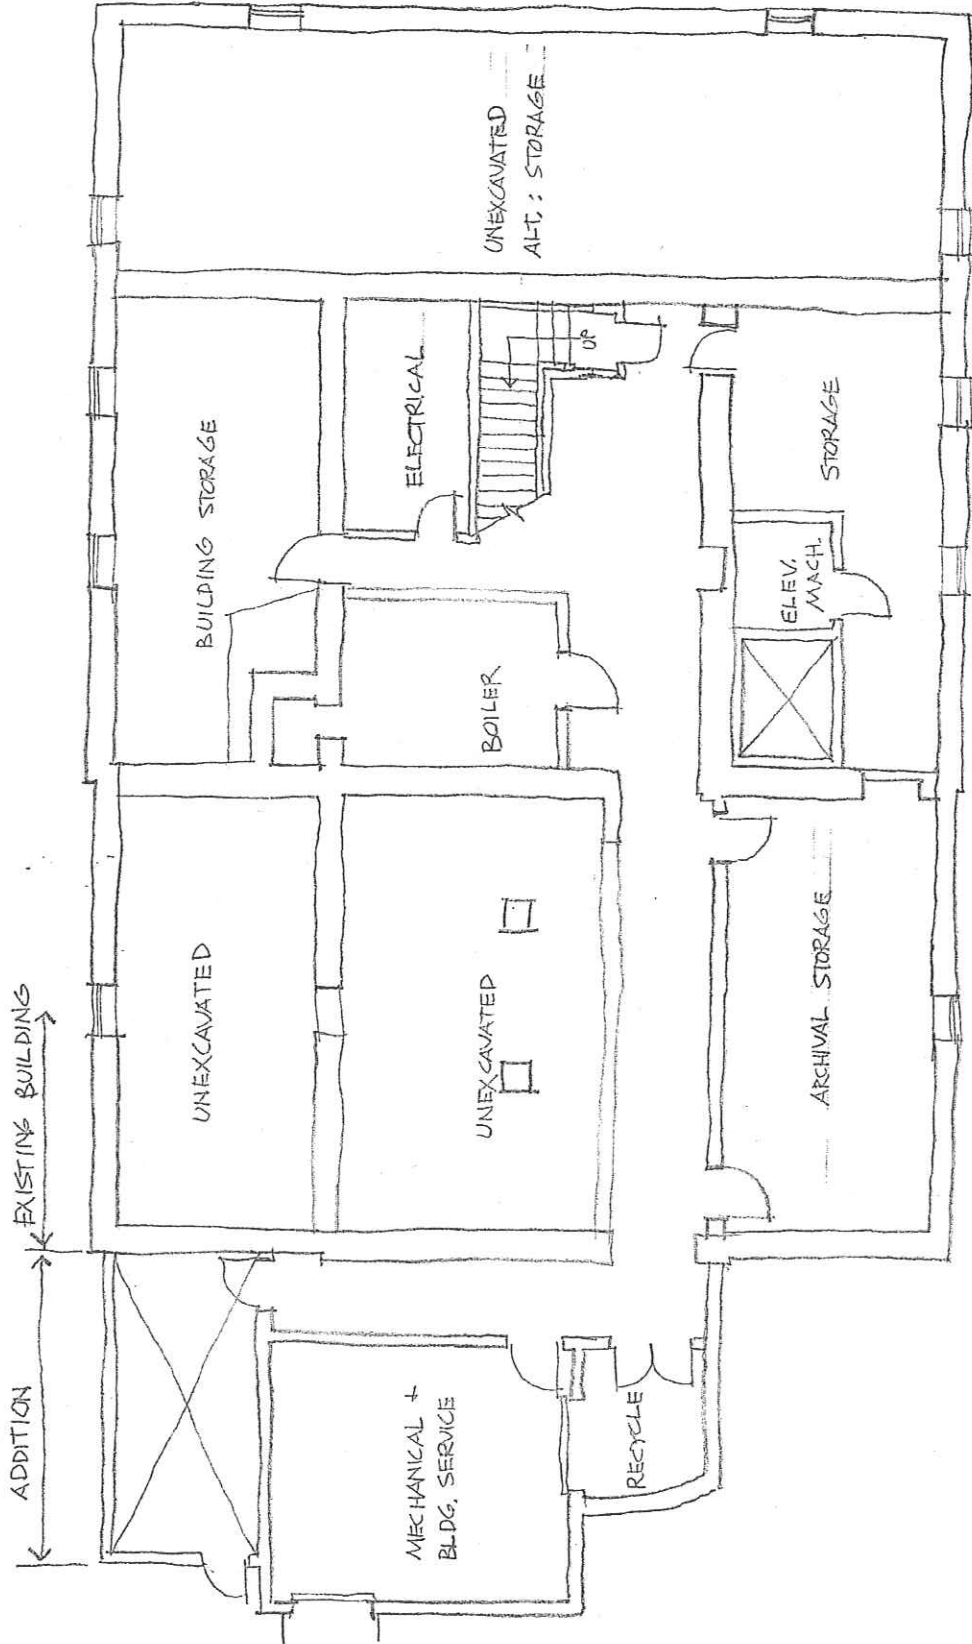 ADDITION
EXISTING BUILDING
UNEXCAVATED
BUILDING STORAGE
MECHANICAL +
BLDG. SERVICE
UNEXCAVATED
BOILER
ELECTRICAL
UNEXCAVATED
ALT. : STORAGE
UP
RECYCLE
ARCHIVAL STORAGE
ELEV.
MACH.
STORAGE